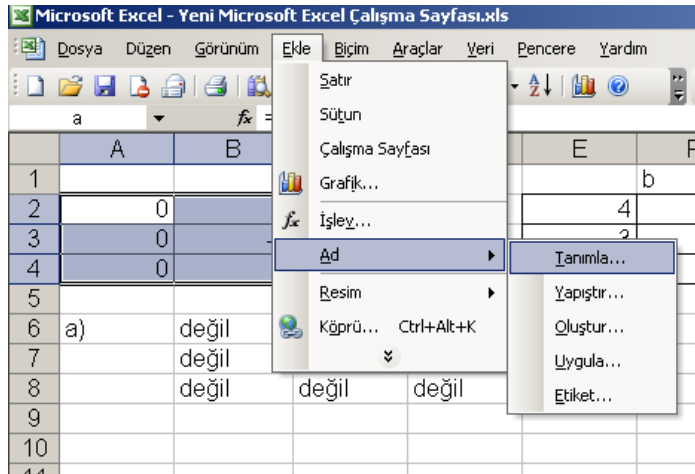 Microsoft Excel - Yeni Microsoft Excel Çalışma Sayfası.xls
Dosya Düzen Görünüm Ekle Biçim Araçlar Veri Pencere Yardım
a fx =
Satır
Sütun
Çalışma Sayfası
Grafik...
İşlev...
Ad
Resim
Köprü... Ctrl+Alt+K
Tanımla...
Yapıştır...
Oluştur...
Uygula...
Etiket...
A B E F
1 b
2 0 4
3 0 3
4 0
5
6 a) değil
7 değil
8 değil değil değil
9
10
11